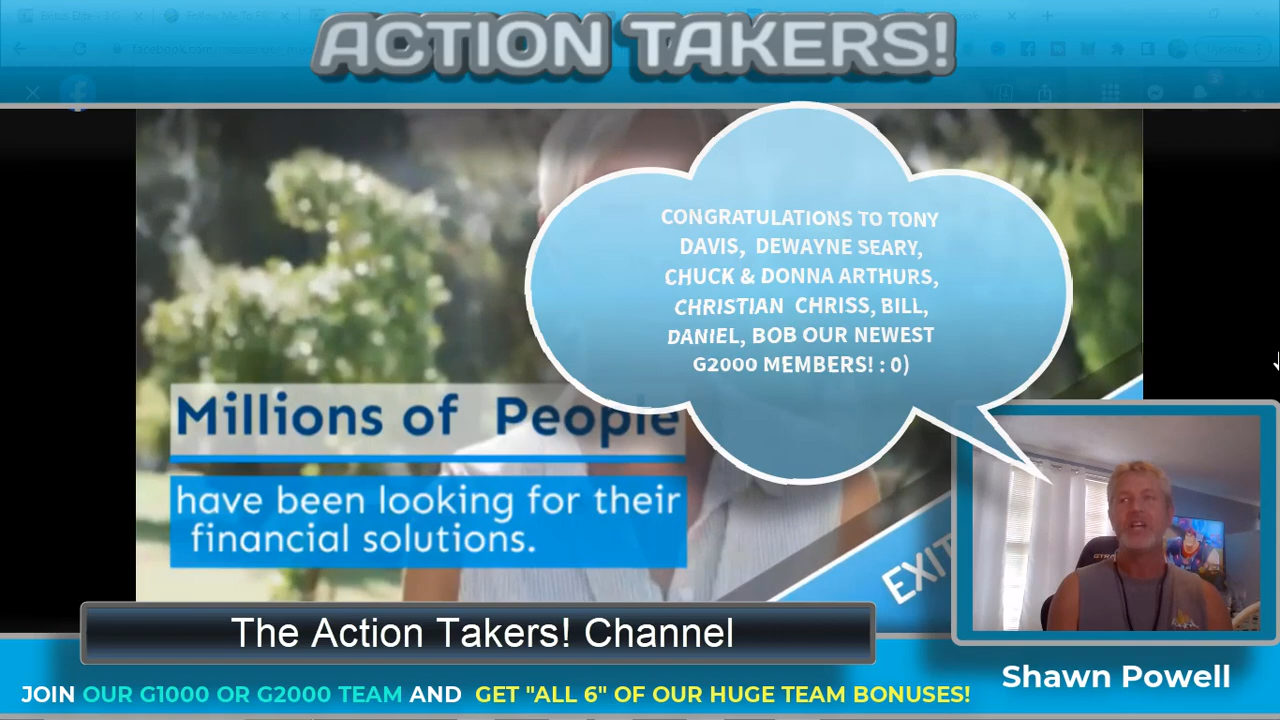 ACTION TAKERS!
facebook.com
CONGRATULATIONS TO TONY
DAVIS, DEWAYNE SEARY,
CHUCK & DONNA ARTHURS,
CHRISTIAN CHRISS, BILL,
DANIEL, BOB OUR NEWEST
G2000 MEMBERS! : 0)
Millions of People
have been looking for their
financial solutions.
EXIT
The Action Takers! Channel
Shawn Powell
JOIN OUR G1000 OR G2000 TEAM AND GET "ALL 6" OF OUR HUGE TEAM BONUSES!